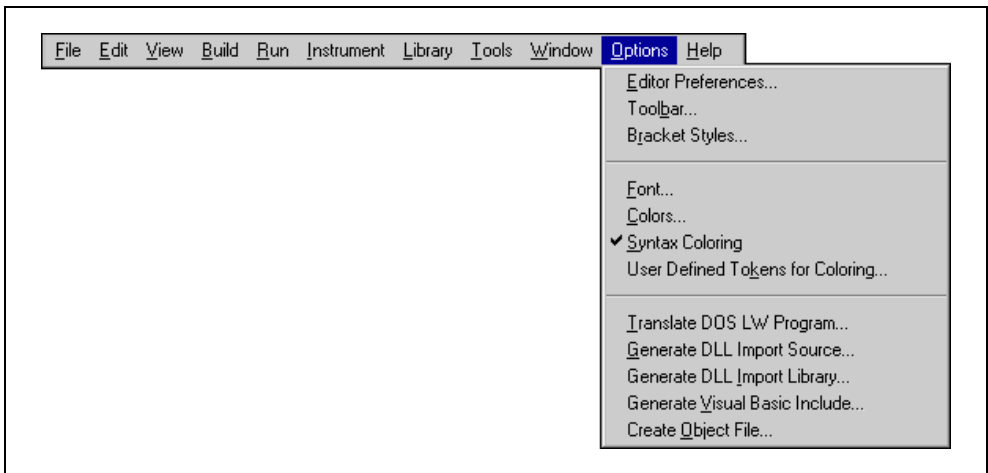 File Edit View Build Run Instrument Library Tools Window Options Help
Editor Preferences...
Toolbar...
Bracket Styles...
Font...
Colors...
Syntax Coloring
User Defined Tokens for Coloring...
Translate DOS LW Program...
Generate DLL Import Source...
Generate DLL Import Library...
Generate Visual Basic Include...
Create Object File...